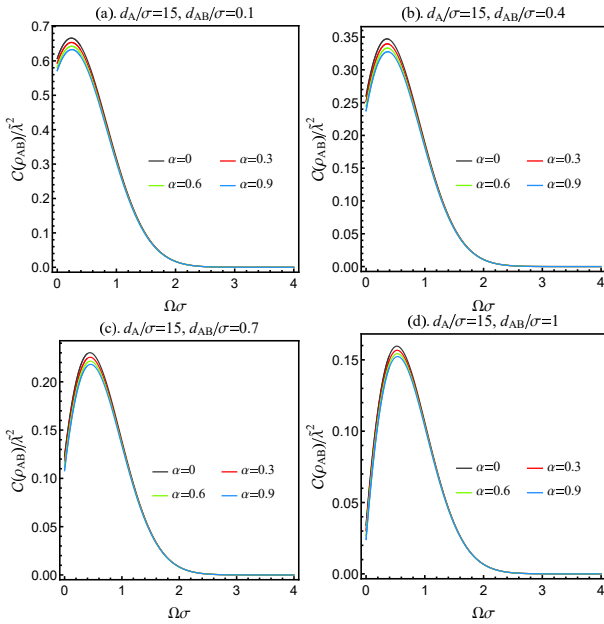 (a). d_A/σ=15, d_AB/σ=0.1
C(ρ_AB)/λ̃²
0.7
0.6
0.5
0.4
0.3
0.2
0.1
0.0
α=0 α=0.3
α=0.6 α=0.9
0 1 2 3 4
Ωσ
(b). d_A/σ=15, d_AB/σ=0.4
C(ρ_AB)/λ̃²
0.35
0.30
0.25
0.20
0.15
0.10
0.05
0.00
α=0 α=0.3
α=0.6 α=0.9
0 1 2 3 4
Ωσ
(c). d_A/σ=15, d_AB/σ=0.7
C(ρ_AB)/λ̃²
0.20
0.15
0.10
0.05
0.00
α=0 α=0.3
α=0.6 α=0.9
0 1 2 3 4
Ωσ
(d). d_A/σ=15, d_AB/σ=1
C(ρ_AB)/λ̃²
0.15
0.10
0.05
0.00
α=0 α=0.3
α=0.6 α=0.9
0 1 2 3 4
Ωσ